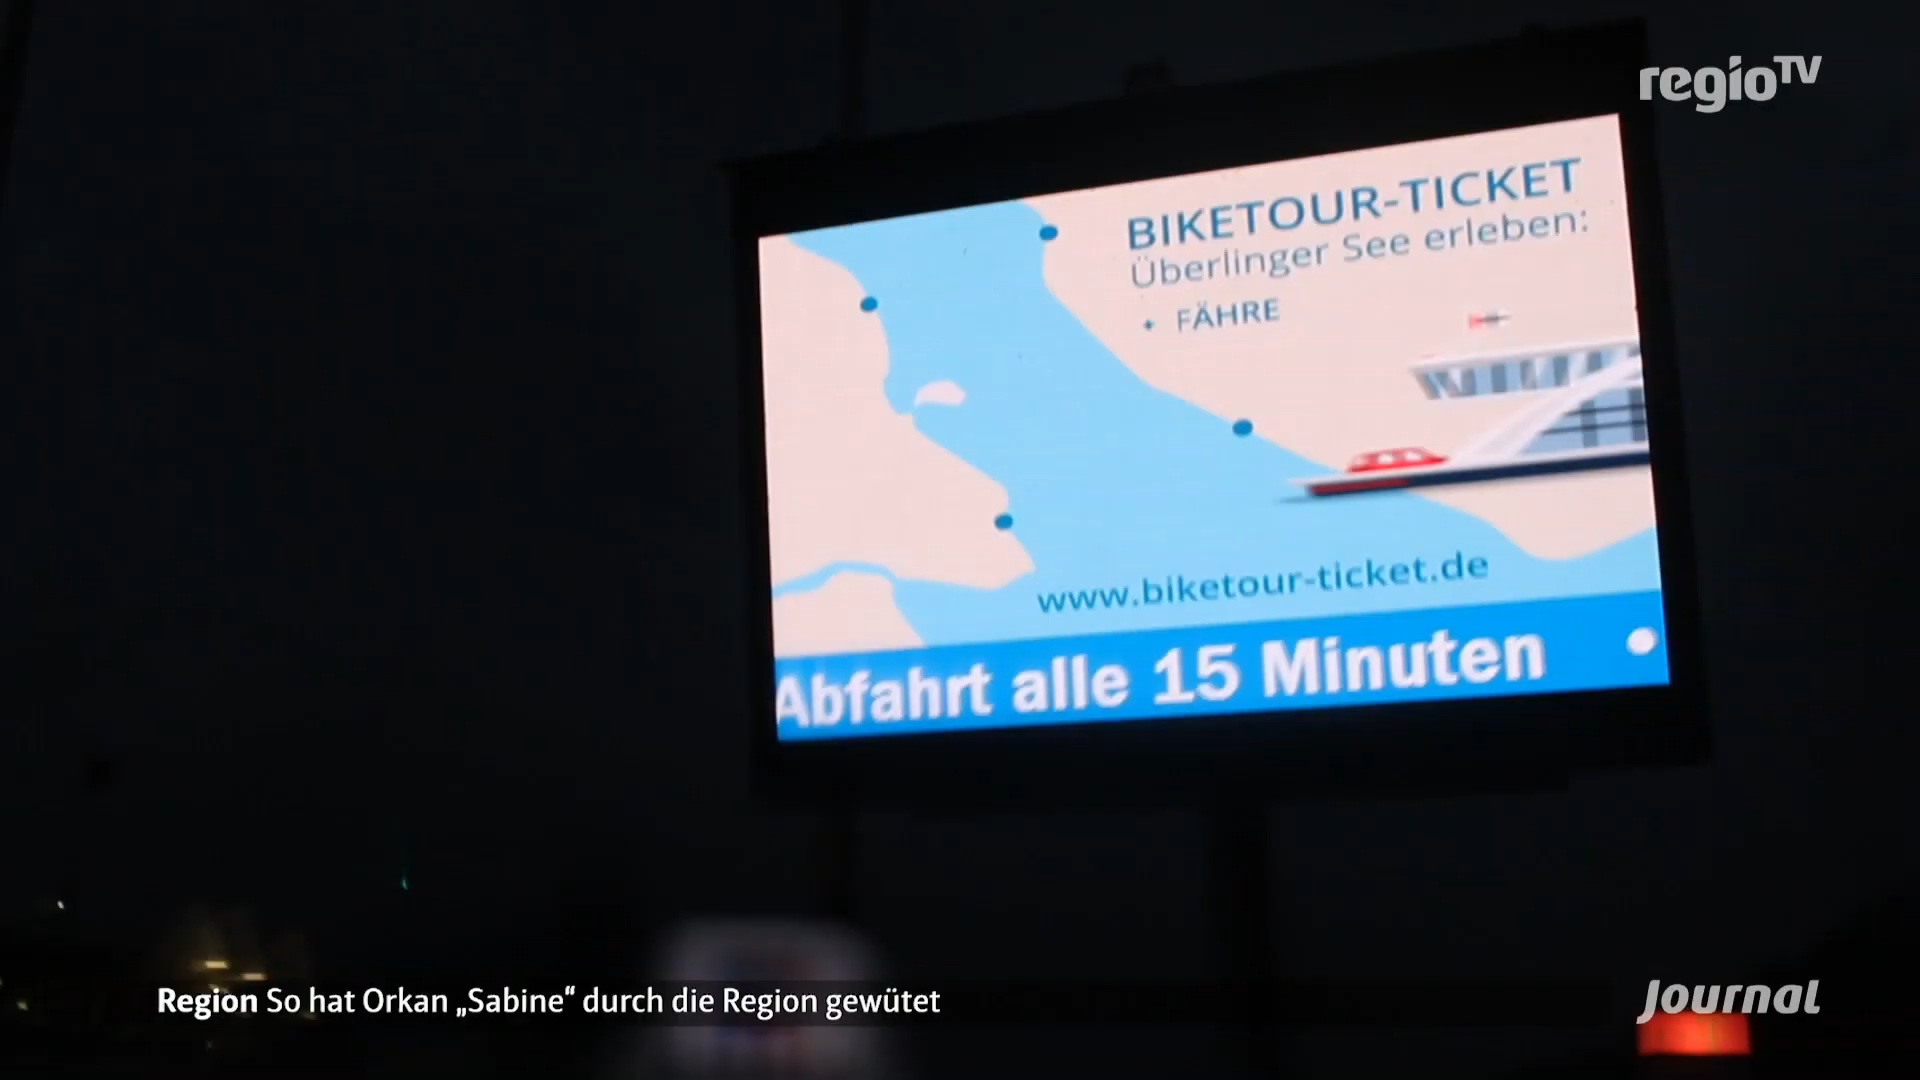 regioTV
BIKETOUR-TICKET
Überlinger See erleben:
+ FÄHRE
www.biketour-ticket.de
Abfahrt alle 15 Minuten
Region So hat Orkan „Sabine“ durch die Region gewütet
Journal